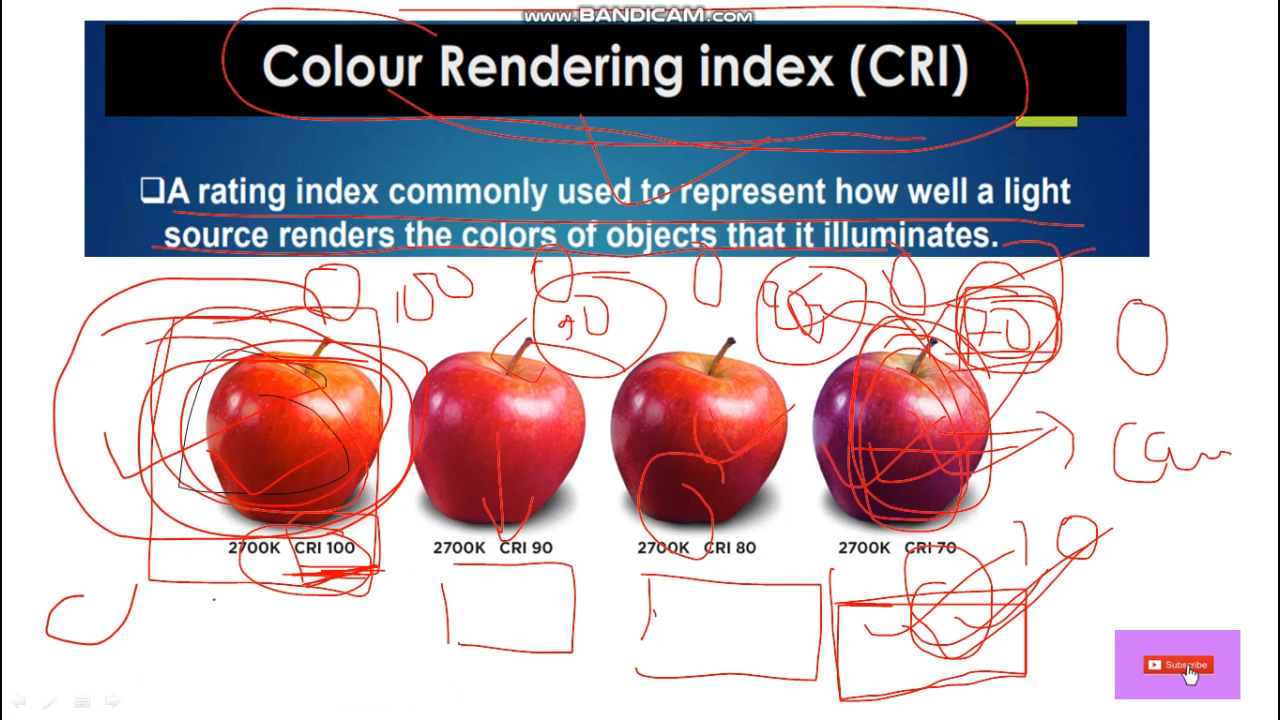 www.BANDICAM.com
Colour Rendering index (CRI)
❑A rating index commonly used to represent how well a light
source renders the colors of objects that it illuminates.
100
90
70
2700K CRI 100
2700K CRI 90
2700K CRI 80
2700K CRI 70
Subscribe